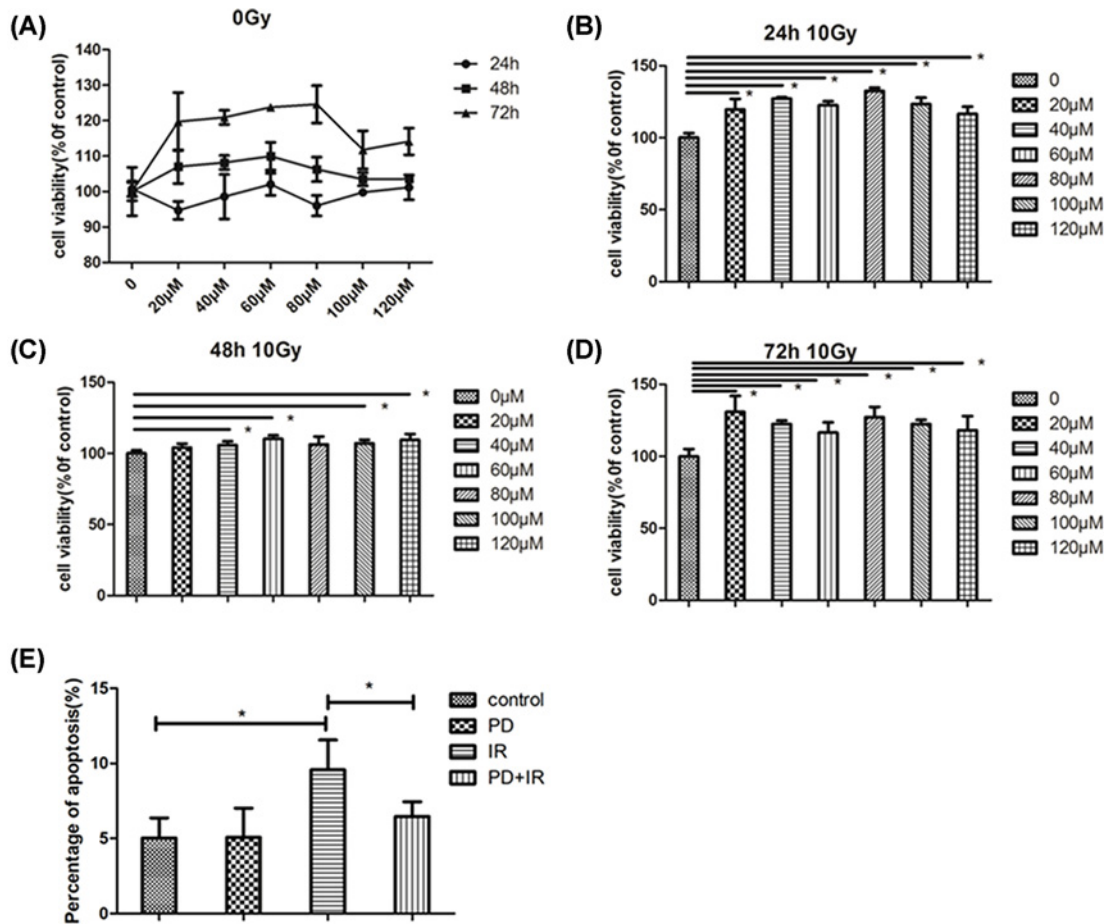 (A)
0Gy
cell viability(%0f control)
140
130
120
110
100
90
80
0
20μM
40μM
60μM
80μM
100μM
120μM
24h
48h
72h
(B)
24h 10Gy
cell viability(%0f control)
150
100
50
0
*
*
*
*
*
*
0
20μM
40μM
60μM
80μM
100μM
120μM
(C)
48h 10Gy
cell viability(%0f control)
150
100
50
0
*
*
*
*
0μM
20μM
40μM
60μM
80μM
100μM
120μM
(D)
72h 10Gy
cell viability(%0f control)
150
100
50
0
*
*
*
*
*
*
0
20μM
40μM
60μM
80μM
100μM
120μM
(E)
Percentage of apoptosis(%)
15
10
5
0
*
*
control
PD
IR
PD+IR